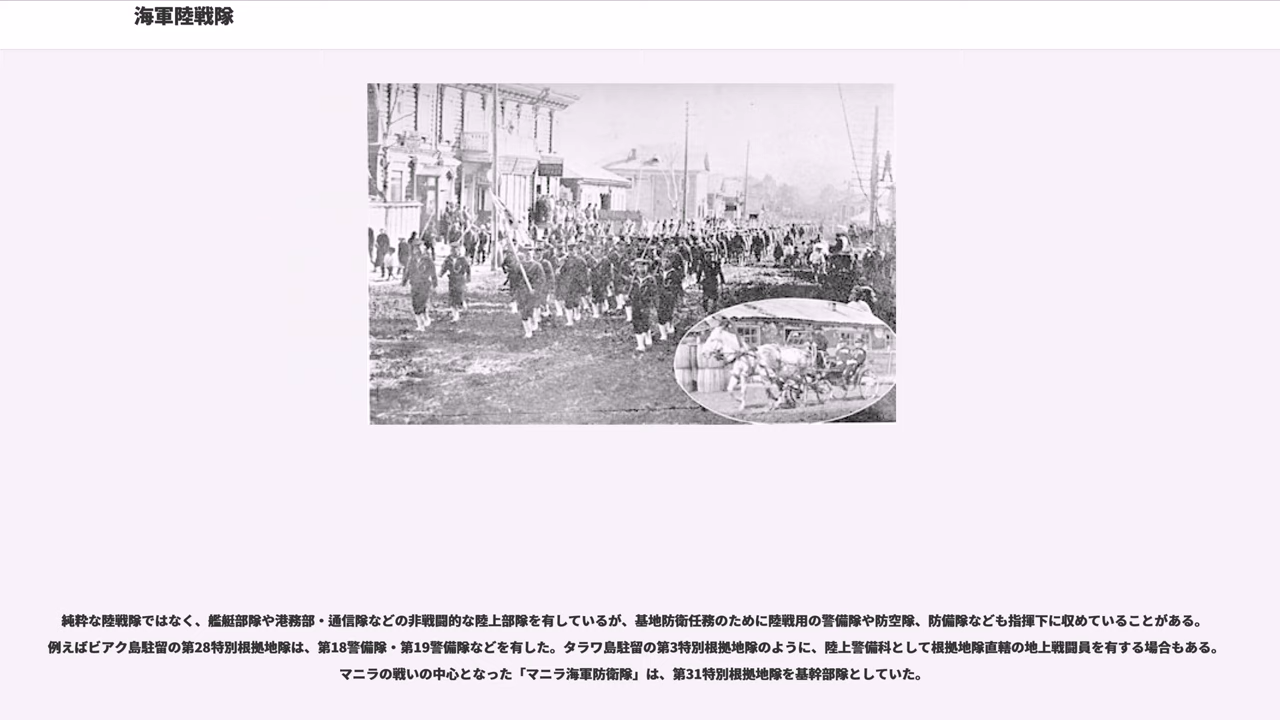 海軍陸戦隊
純粋な陸戦隊ではなく、艦艇部隊や港務部・通信隊などの非戦闘的な陸上部隊を有しているが、基地防衛任務のために陸戦用の警備隊や防空隊、防備隊なども指揮下に収めていることがある。
例えばビアク島駐留の第28特別根拠地隊は、第18警備隊・第19警備隊などを有した。タラワ島駐留の第3特別根拠地隊のように、陸上警備科として根拠地隊直轄の地上戦闘員を有する場合もある。
マニラの戦いの中心となった「マニラ海軍防衛隊」は、第31特別根拠地隊を基幹部隊としていた。